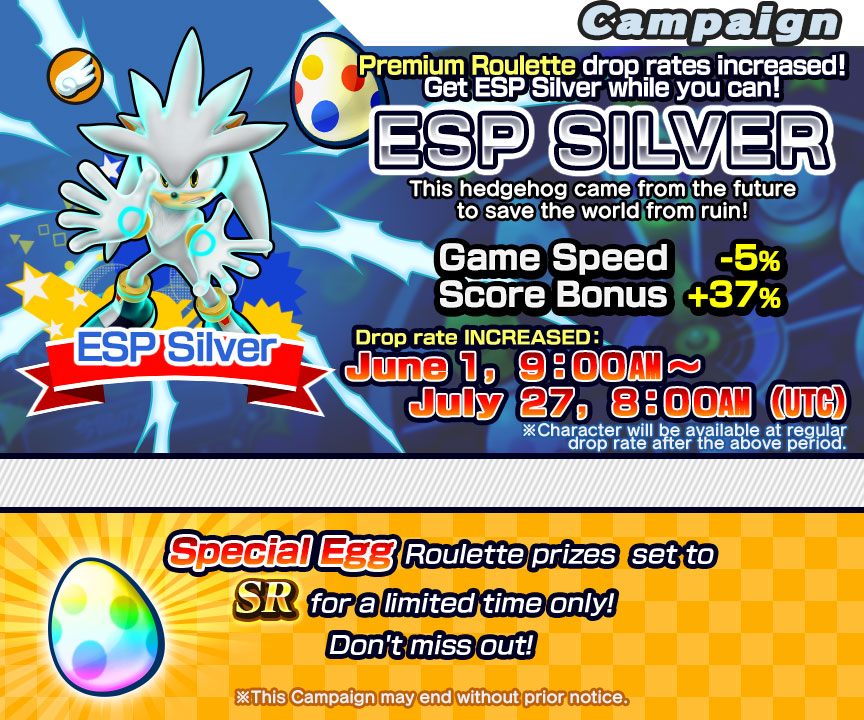 Campaign
Premium Roulette drop rates increased!
Get ESP Silver while you can!
ESP SILVER
This hedgehog came from the future
to save the world from ruin!
Game Speed -5%
Score Bonus +37%
ESP Silver
Drop rate INCREASED:
June 1, 9:00AM～
July 27, 8:00AM (UTC)
※Character will be available at regular
drop rate after the above period.
Special Egg Roulette prizes set to
SR for a limited time only!
Don't miss out!
※This Campaign may end without prior notice.